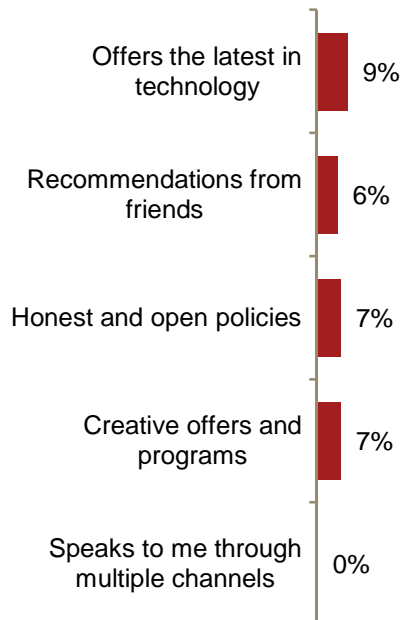 Offers the latest in
technology
9%
Recommendations from
friends
6%
Honest and open policies
7%
Creative offers and
programs
7%
Speaks to me through
multiple channels
0%